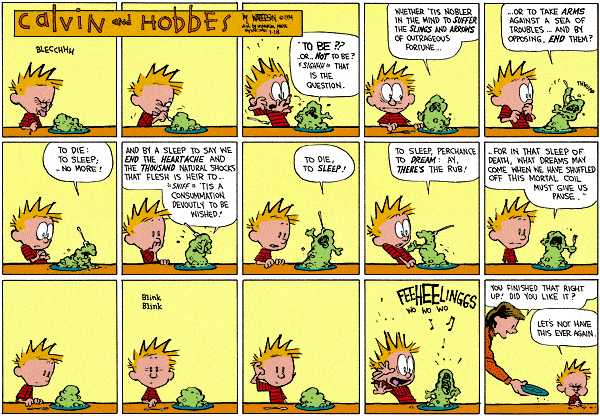 Calvin and Hobbes
by WATERSON
©1994
1-18
BLECCHHH
"TO BE ??
..OR.. NOT TO BE?
*SIGHHH* THAT
IS THE
QUESTION.
WHETHER 'TIS NOBLER
IN THE MIND TO SUFFER
THE SLINGS AND ARROWS
OF OUTRAGEOUS
FORTUNE...
...OR TO TAKE ARMS
AGAINST A SEA OF
TROUBLES... AND BY
OPPOSING, END THEM?
TO DIE:
TO SLEEP;
..NO MORE!
AND BY A SLEEP TO SAY WE
END THE HEARTACHE AND
THE THOUSAND NATURAL SHOCKS
THAT FLESH IS HEIR TO...
*SNIFF* 'TIS A
CONSUMMATION
DEVOUTLY TO BE
WISHED!
TO DIE,
TO SLEEP!
TO SLEEP, PERCHANCE
TO DREAM: AY,
THERE'S THE RUB!
..FOR IN THAT SLEEP OF
DEATH, WHAT DREAMS MAY
COME WHEN WE HAVE SHUFFLED
OFF THIS MORTAL COIL
MUST GIVE US
PAUSE."
Blink
Blink
FEEHEELINGGS
WO WO WO
YOU FINISHED THAT RIGHT
UP! DID YOU LIKE IT?
LET'S NOT HAVE
THIS EVER AGAIN.